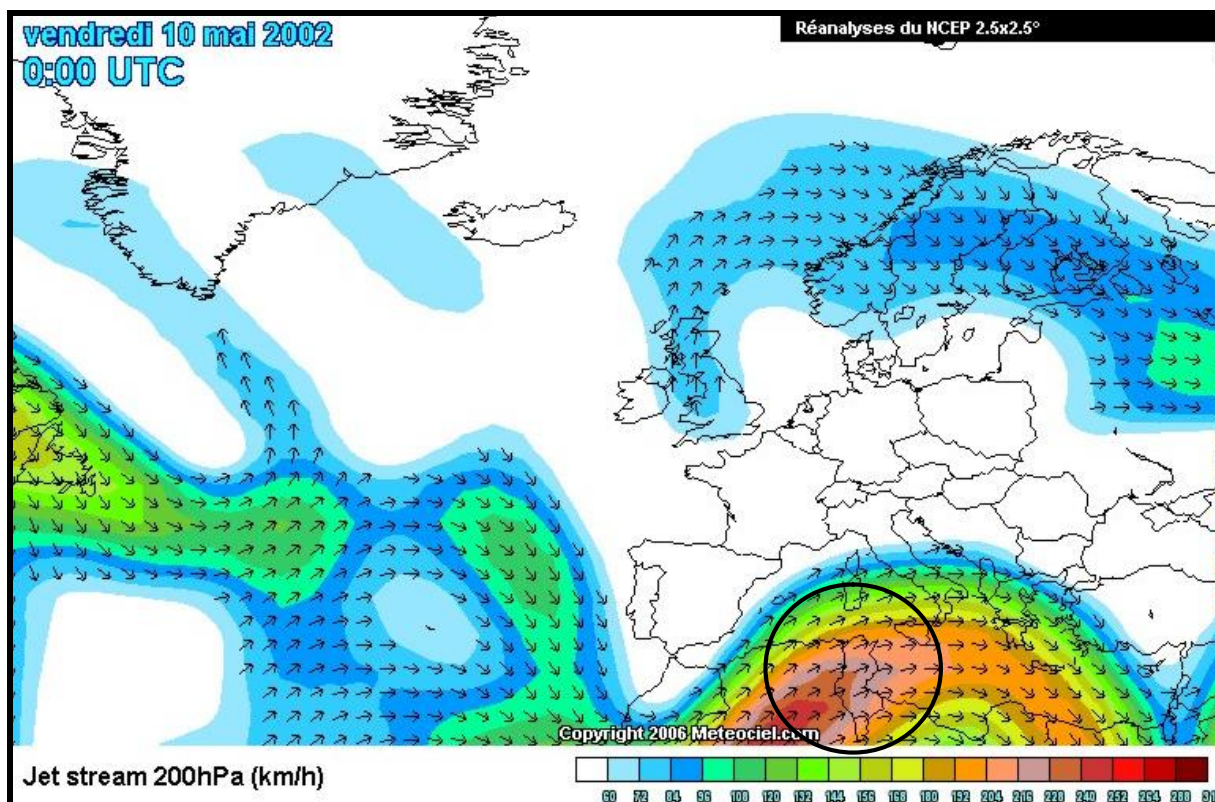 vendredi 10 mai 2002
0:00 UTC
Réanalyses du NCEP 2.5x2.5°
Copyright 2006 Meteociel.com
Jet stream 200hPa (km/h)
60 72 84 96 108 120 132 144 156 168 180 192 204 216 228 240 252 264 288